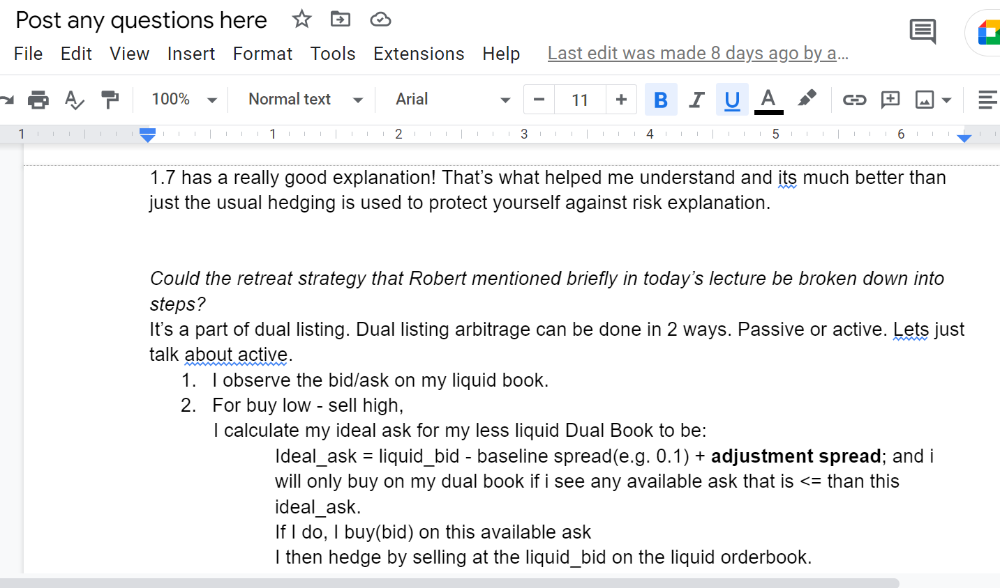 Post any questions here
File Edit View Insert Format Tools Extensions Help Last edit was made 8 days ago by a...
100% Normal text Arial 11 B I U A
1 1 2 3 4 5 6
1.7 has a really good explanation! That's what helped me understand and its much better than
just the usual hedging is used to protect yourself against risk explanation.
Could the retreat strategy that Robert mentioned briefly in today's lecture be broken down into
steps?
It's a part of dual listing. Dual listing arbitrage can be done in 2 ways. Passive or active. Lets just
talk about active.
1. I observe the bid/ask on my liquid book.
2. For buy low - sell high,
I calculate my ideal ask for my less liquid Dual Book to be:
Ideal_ask = liquid_bid - baseline spread(e.g. 0.1) + adjustment spread; and i
will only buy on my dual book if i see any available ask that is <= than this
ideal_ask.
If I do, I buy(bid) on this available ask
I then hedge by selling at the liquid_bid on the liquid orderbook.